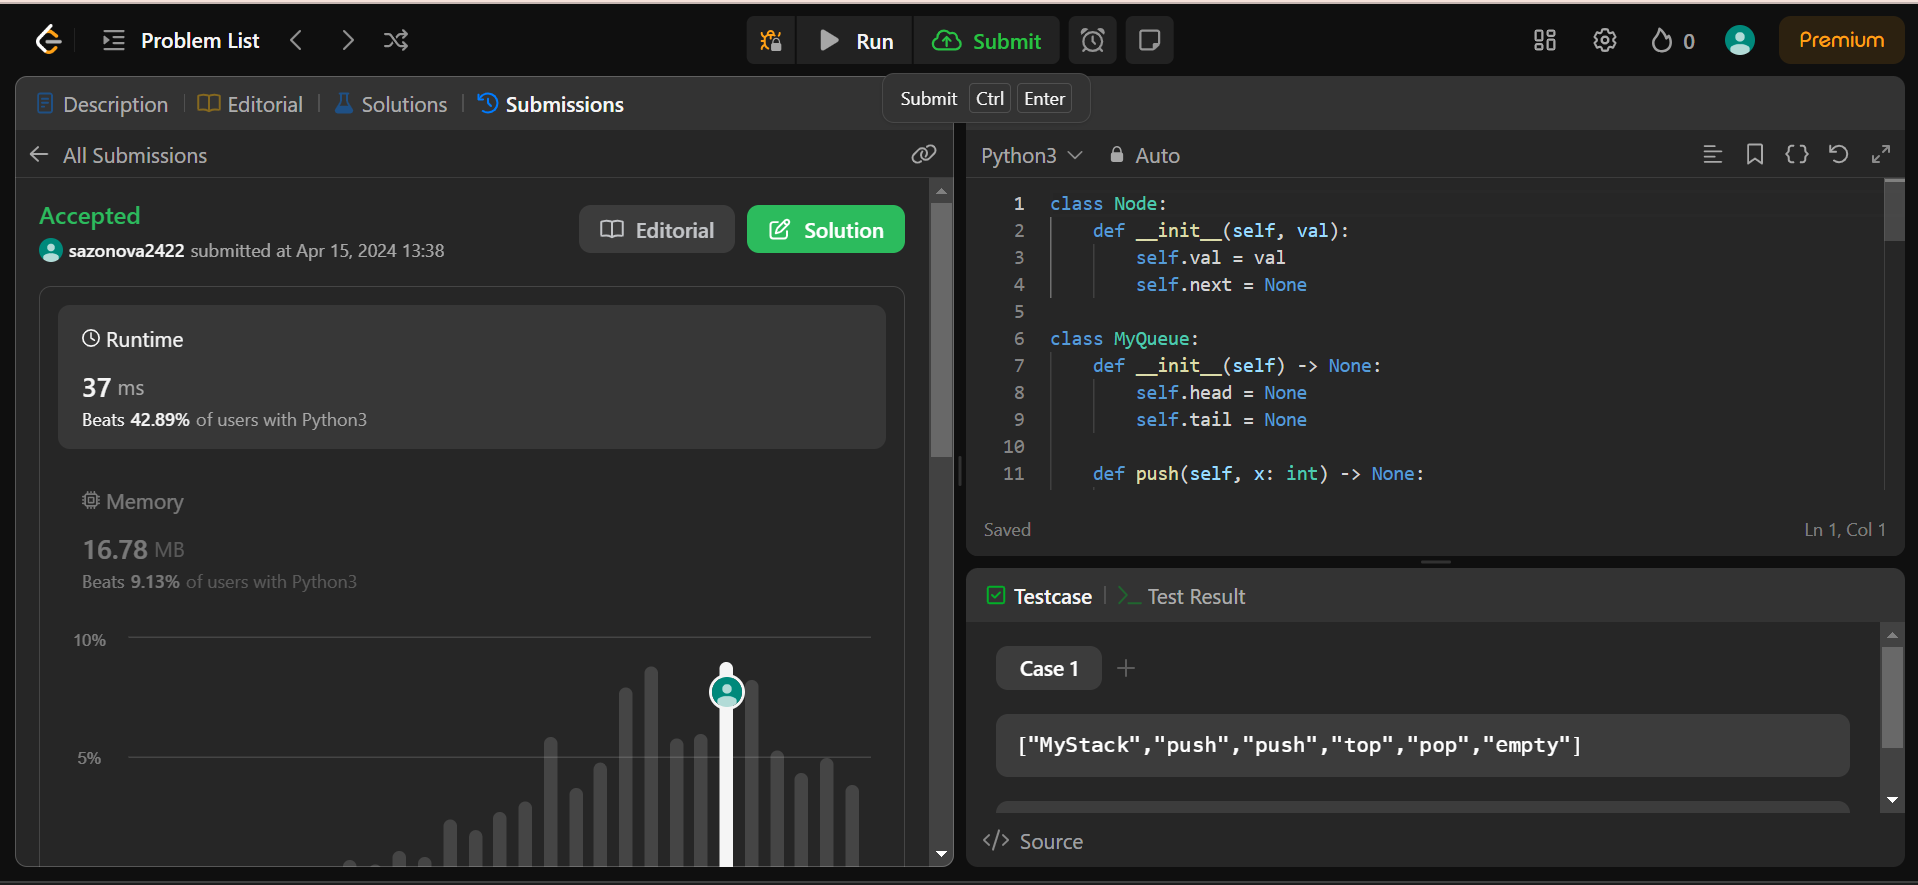 Problem List
Run
Submit
0
Premium
Description
Editorial
Solutions
Submissions
Submit Ctrl Enter
All Submissions
Accepted
sazonova2422 submitted at Apr 15, 2024 13:38
Editorial
Solution
Runtime
37 ms
Beats 42.89% of users with Python3
Memory
16.78 MB
Beats 9.13% of users with Python3
10%
5%
Python3
Auto
1 class Node:
2 def __init__(self, val):
3 self.val = val
4 self.next = None
5
6 class MyQueue:
7 def __init__(self) -> None:
8 self.head = None
9 self.tail = None
10
11 def push(self, x: int) -> None:
Saved
Ln 1, Col 1
Testcase
Test Result
Case 1
["MyStack","push","push","top","pop","empty"]
</> Source